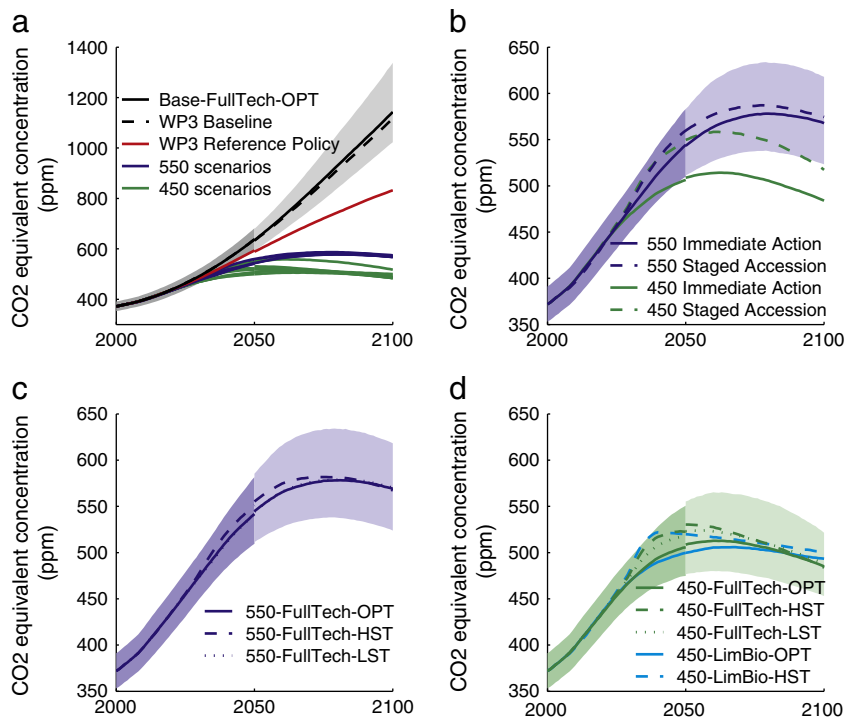 a
CO2 equivalent concentration
(ppm)
1400
1200
1000
800
600
400
2000
2050
2100
Base-FullTech-OPT
WP3 Baseline
WP3 Reference Policy
550 scenarios
450 scenarios
b
CO2 equivalent concentration
(ppm)
650
600
550
500
450
400
350
2000
2050
2100
550 Immediate Action
550 Staged Accession
450 Immediate Action
450 Staged Accession
c
CO2 equivalent concentration
(ppm)
650
600
550
500
450
400
350
2000
2050
2100
550-FullTech-OPT
550-FullTech-HST
550-FullTech-LST
d
CO2 equivalent concentration
(ppm)
650
600
550
500
450
400
350
2000
2050
2100
450-FullTech-OPT
450-FullTech-HST
450-FullTech-LST
450-LimBio-OPT
450-LimBio-HST